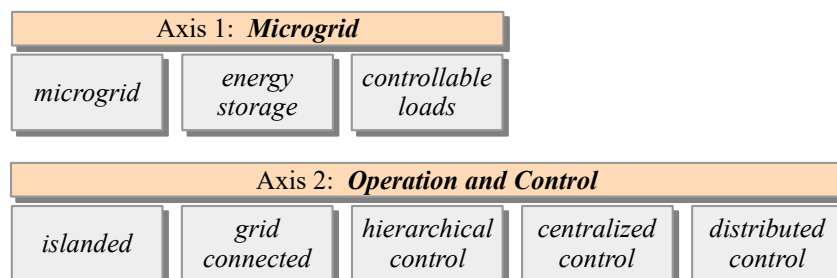 Axis 1: Microgrid
microgrid
energy
storage
controllable
loads
Axis 2: Operation and Control
islanded
grid
connected
hierarchical
control
centralized
control
distributed
control